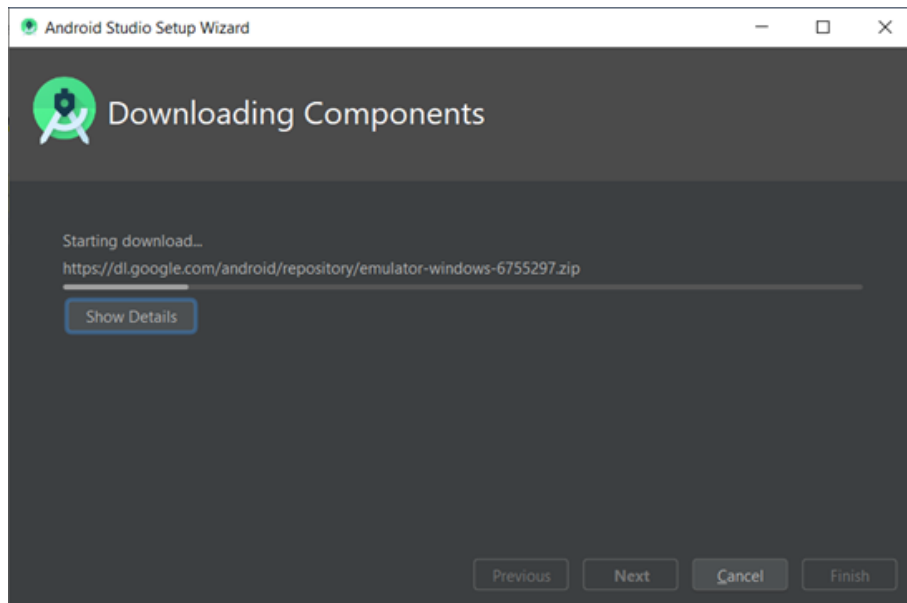 Android Studio Setup Wizard
Downloading Components
Starting download...
https://dl.google.com/android/repository/emulator-windows-6755297.zip
Show Details
Previous Next Cancel Finish